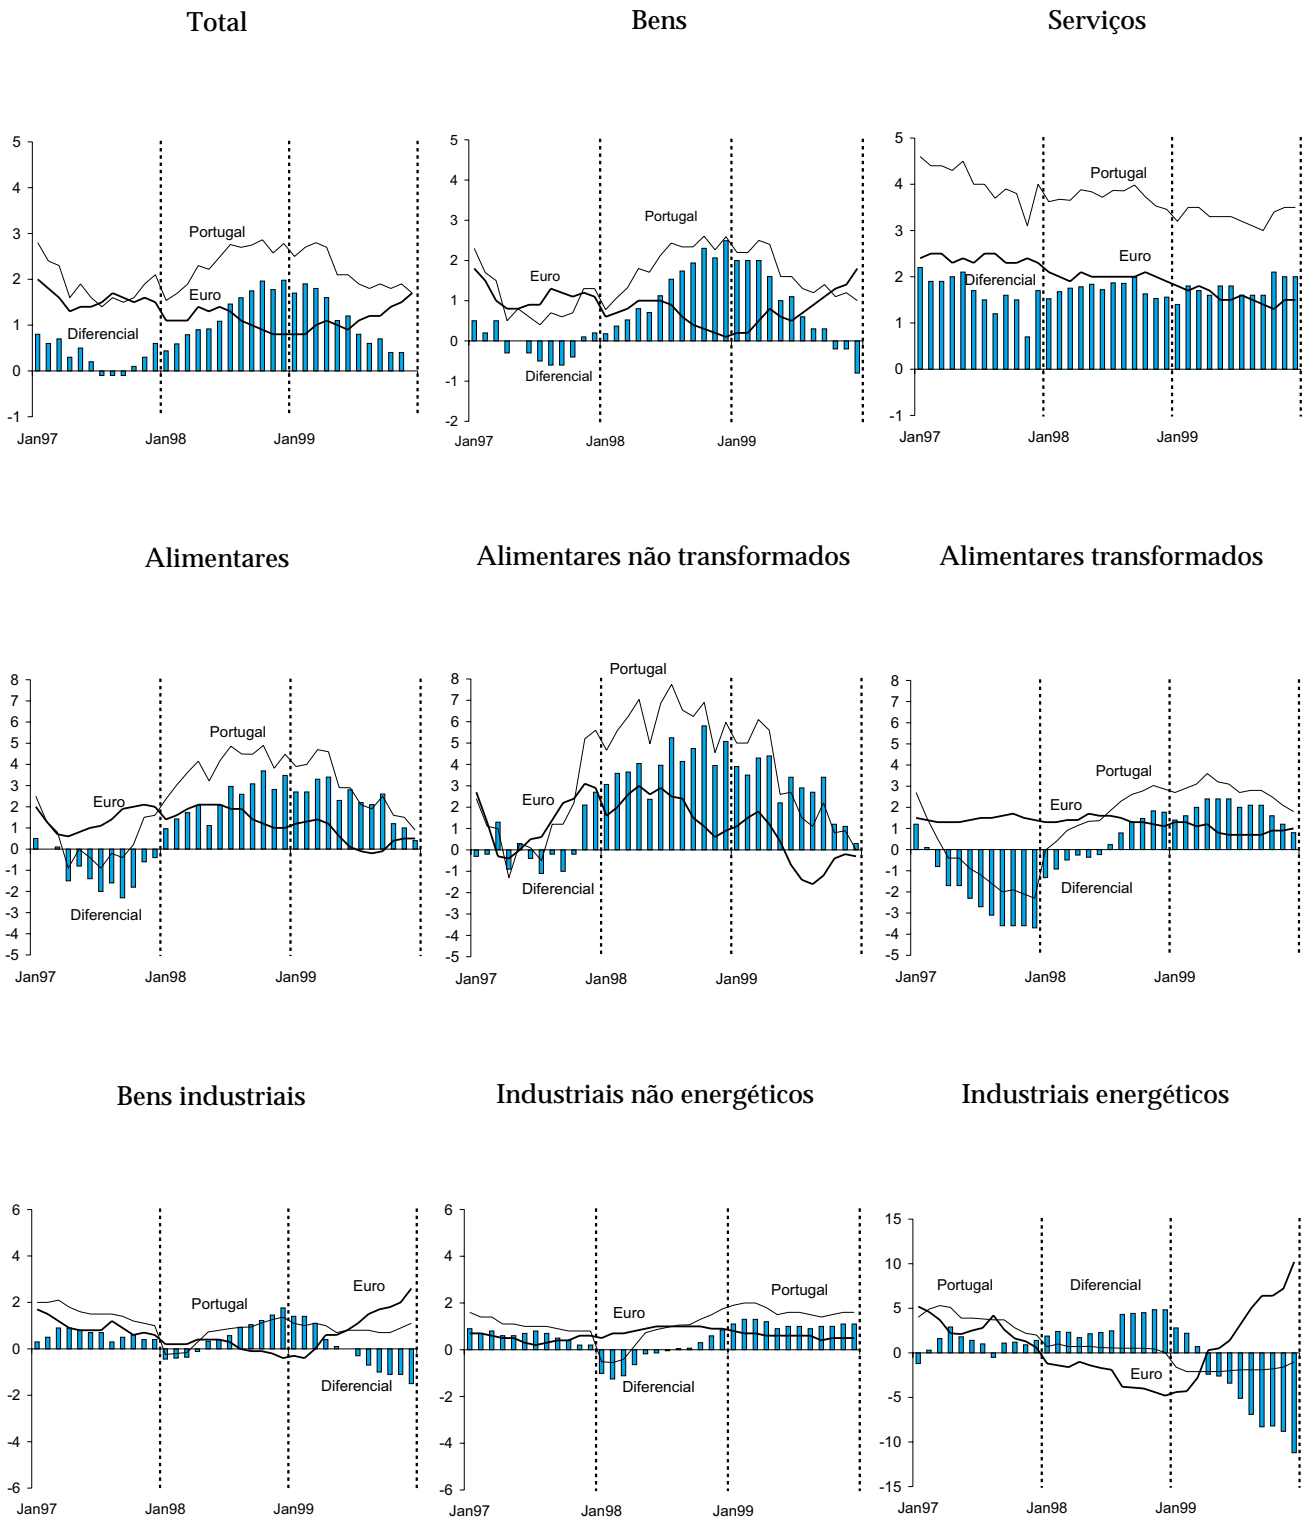 Total
Bens
Serviços
5
4
3
2
1
0
-1
Portugal
Euro
Diferencial
Jan97
Jan98
Jan99
5
4
3
2
1
0
-1
-2
Portugal
Euro
Diferencial
Jan97
Jan98
Jan99
5
4
3
2
1
0
-1
Portugal
Euro
Diferencial
Jan97
Jan98
Jan99
Alimentares
Alimentares não transformados
Alimentares transformados
8
7
6
5
4
3
2
1
0
-1
-2
-3
-4
-5
Portugal
Euro
Diferencial
Jan97
Jan98
Jan99
8
7
6
5
4
3
2
1
0
-1
-2
-3
-4
-5
Portugal
Euro
Diferencial
Jan97
Jan98
Jan99
8
7
6
5
4
3
2
1
0
-1
-2
-3
-4
-5
Portugal
Euro
Diferencial
Jan97
Jan98
Jan99
Bens industriais
Industriais não energéticos
Industriais energéticos
6
4
2
0
-2
-4
-6
Euro
Portugal
Diferencial
Jan97
Jan98
Jan99
6
4
2
0
-2
-4
-6
Portugal
Euro
Diferencial
Jan97
Jan98
Jan99
15
10
5
0
-5
-10
-15
Portugal
Diferencial
Euro
Jan97
Jan98
Jan99